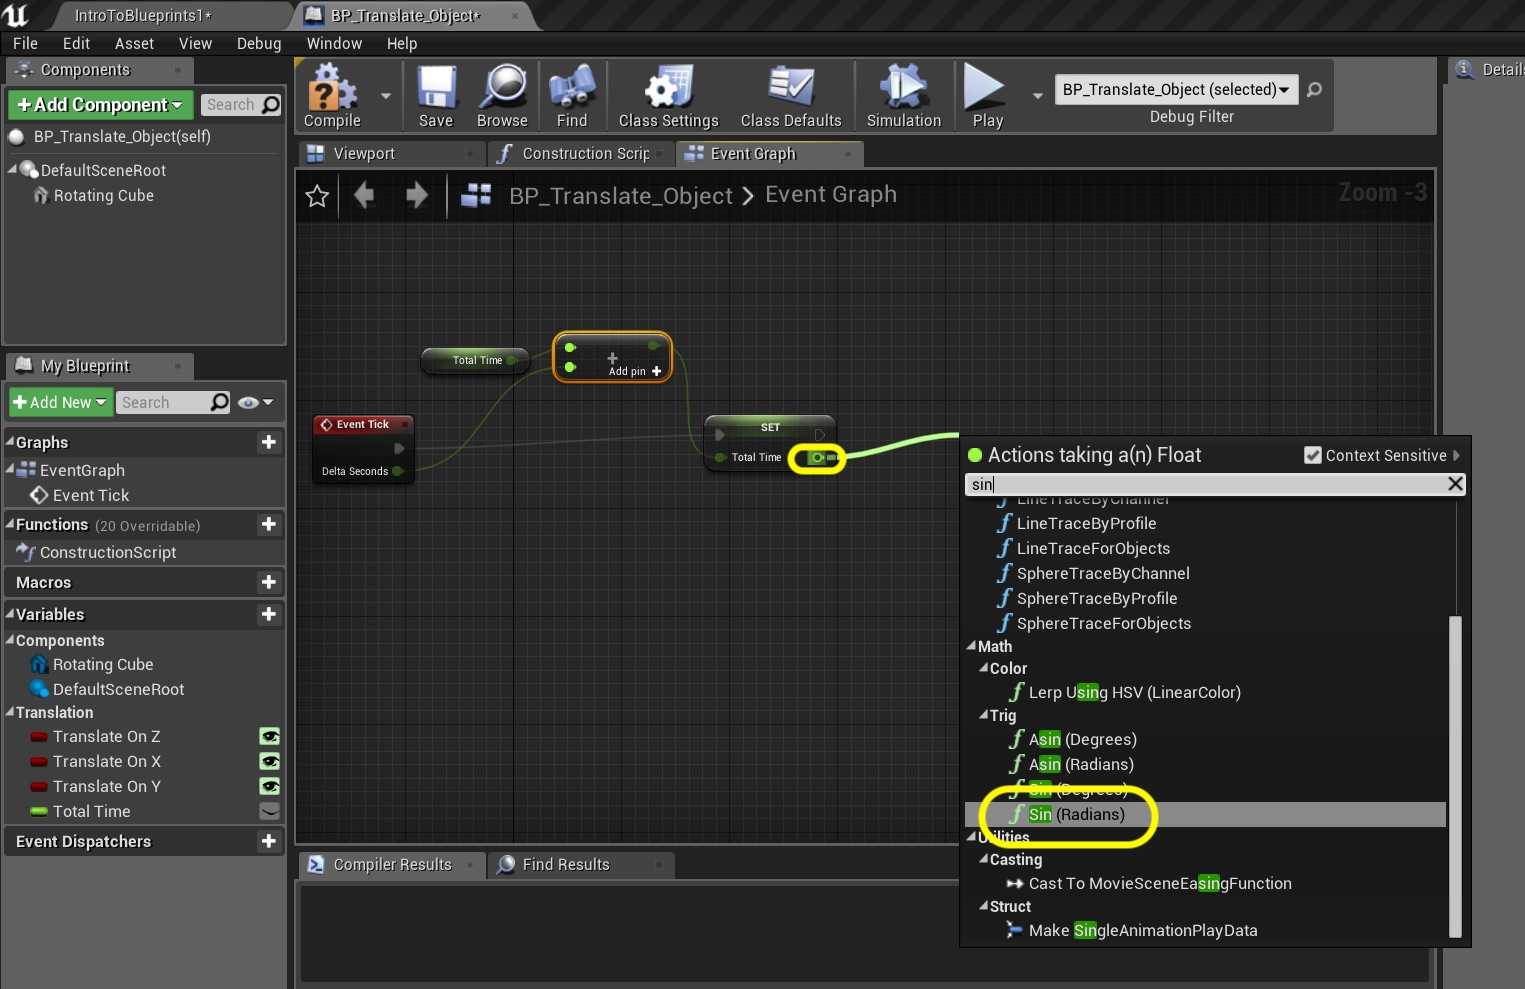 IntroToBlueprints1*
BP_Translate_Object*
File Edit Asset View Debug Window Help
Components
+Add Component
Search
BP_Translate_Object(self)
DefaultSceneRoot
Rotating Cube
My Blueprint
+Add New
Search
Graphs
EventGraph
Event Tick
Functions (20 Overridable)
ConstructionScript
Macros
Variables
Components
Rotating Cube
DefaultSceneRoot
Translation
Translate On Z
Translate On X
Translate On Y
Total Time
Event Dispatchers
Compile
Save
Browse
Find
Class Settings
Class Defaults
Simulation
Play
BP_Translate_Object (selected)
Debug Filter
Details
Viewport
Construction Scrip
Event Graph
BP_Translate_Object > Event Graph
Zoom -3
Total Time
Add pin +
Event Tick
Delta Seconds
SET
Total Time
Actions taking a(n) Float
Context Sensitive
sin
LineTraceByChannel
LineTraceByProfile
LineTraceForObjects
SphereTraceByChannel
SphereTraceByProfile
SphereTraceForObjects
Math
Color
Lerp Using HSV (LinearColor)
Trig
Asin (Degrees)
Asin (Radians)
Sin (Degrees)
Sin (Radians)
Utilities
Casting
Cast To MovieSceneEasingFunction
Struct
Make SingleAnimationPlayData
Compiler Results
Find Results